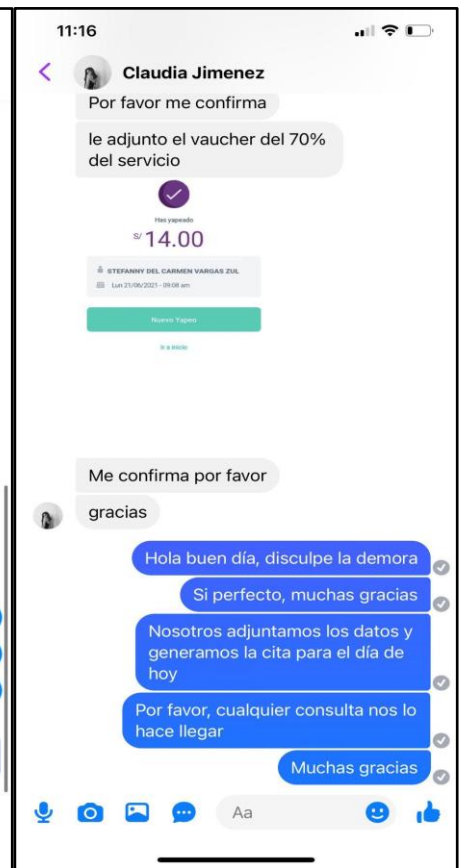 11:16
Claudia Jimenez
Por favor me confirma
le adjunto el vaucher del 70%
del servicio
Has yapeado
S/ 14.00
STEFANNY DEL CARMEN VARGAS ZUL
Lun 21/06/2021 - 09:08 am
Nuevo Yapeo
Ir a inicio
Me confirma por favor
gracias
Hola buen día, disculpe la demora
Si perfecto, muchas gracias
Nosotros adjuntamos los datos y
generamos la cita para el día de
hoy
Por favor, cualquier consulta nos lo
hace llegar
Muchas gracias
Aa